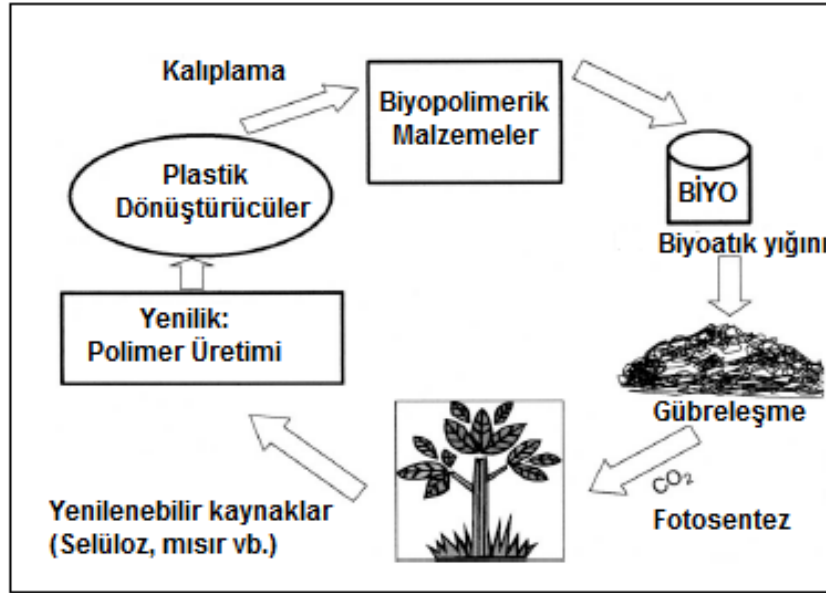 Kalıplama
Biyopolimerik
Malzemeler
Plastik
Dönüştürücüler
BİYO
Biyoatık yığını
Yenilik:
Polimer Üretimi
Gübreleşme
CO₂
Fotosentez
Yenilenebilir kaynaklar
(Selüloz, mısır vb.)